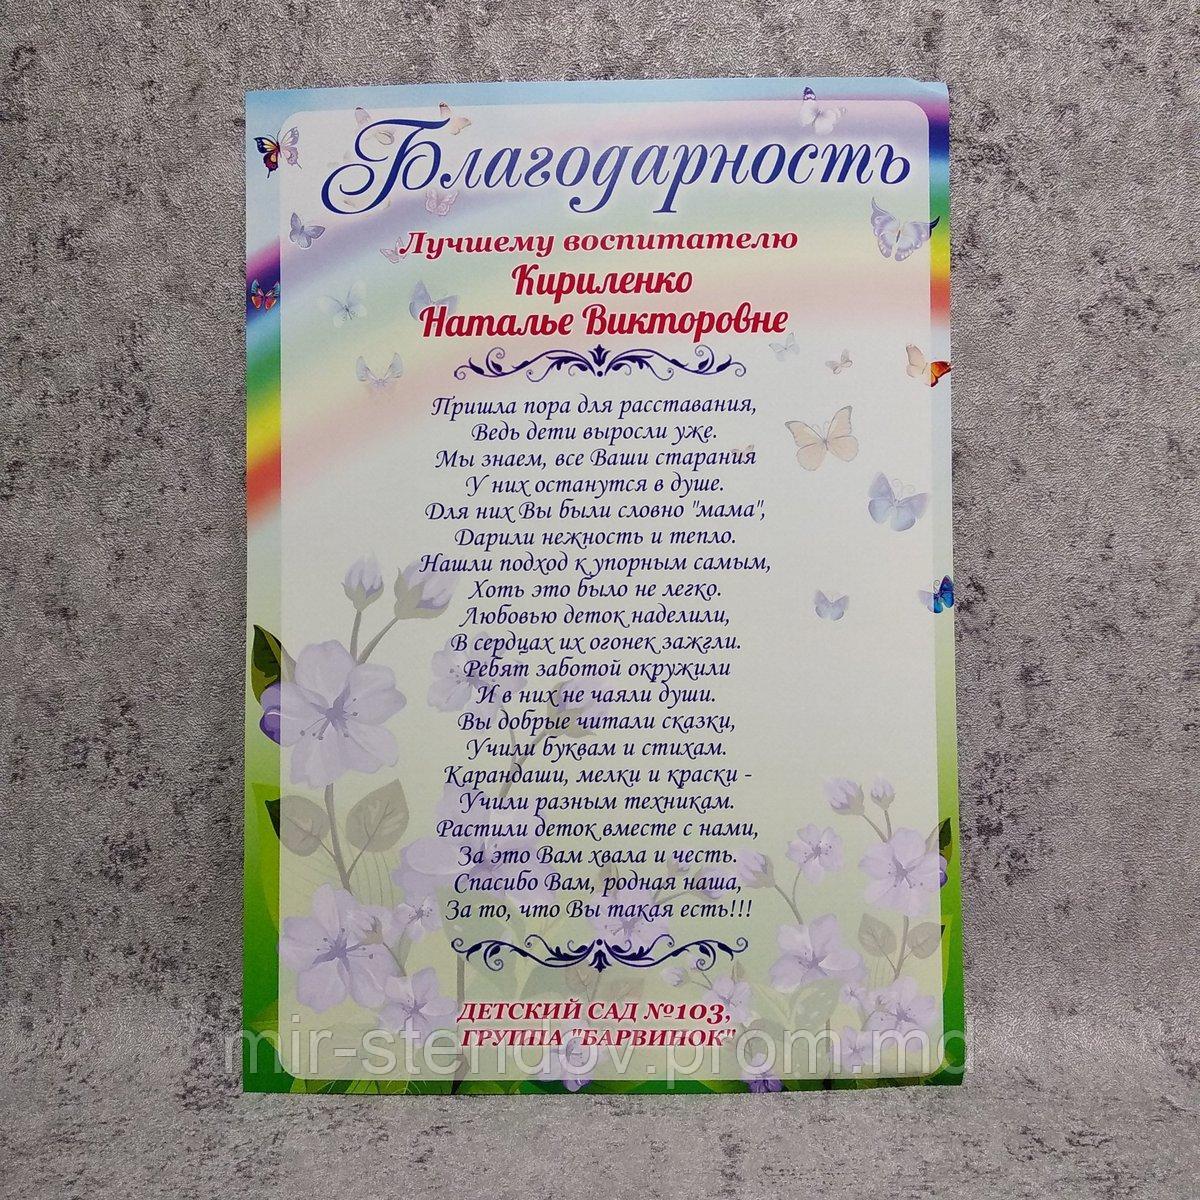 Благодарность
Лучшему воспитателю
Кириленко
Наталье Викторовне
Пришла пора для расставания,
Ведь дети выросли уже.
Мы знаем, все Ваши старания
У них останутся в душе.
Для них Вы были словно "мама",
Дарили нежность и тепло.
Нашли подход к упорным самым,
Хоть это было не легко.
Любовью деток наделили,
В сердцах их огонек зажгли.
Ребят заботой окружили
И в них не чаяли души.
Вы добрые читали сказки,
Учили буквам и стихам.
Карандаши, мелки и краски -
Учили разным техникам.
Растили деток вместе с нами,
За это Вам хвала и честь.
Спасибо Вам, родная наша,
За то, что Вы такая есть!!!
ДЕТСКИЙ САД №103,
ГРУППА "БАРВИНОК"
mir-stendov.prom.md